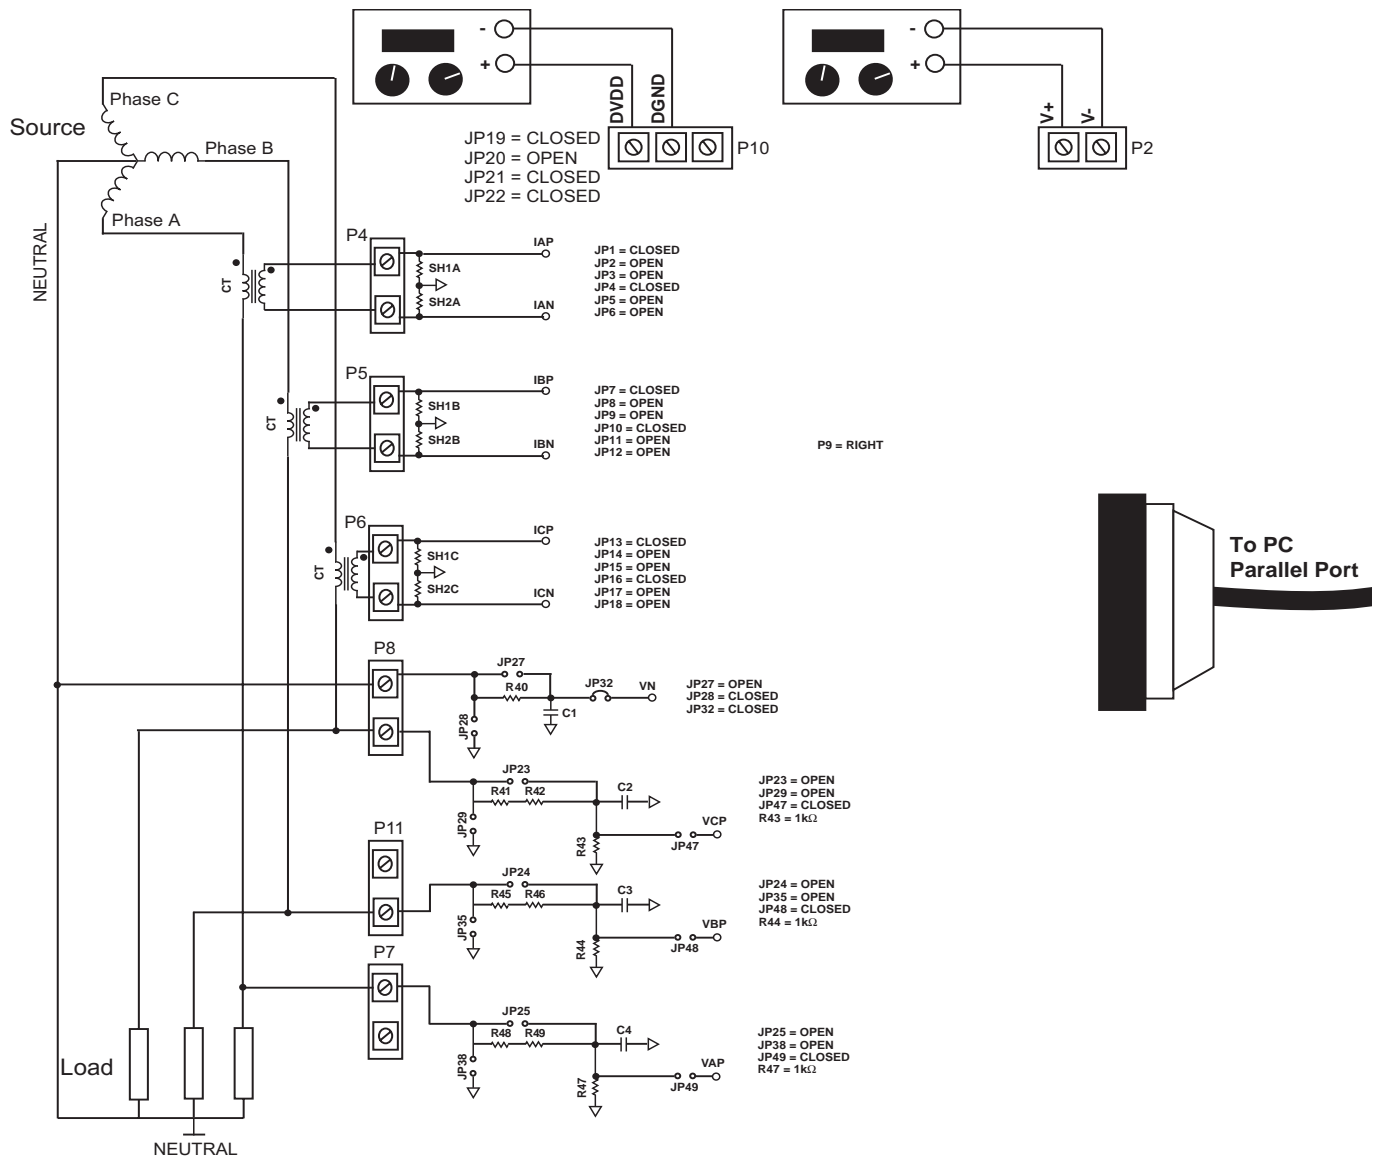 -
+
DVDD
DGND
P10
JP19 = CLOSED
JP20 = OPEN
JP21 = CLOSED
JP22 = CLOSED
-
+
V+
V-
P2
Source
Phase C
Phase B
Phase A
NEUTRAL
CT
P4
SH1A
SH2A
IAP
IAN
JP1 = CLOSED
JP2 = OPEN
JP3 = OPEN
JP4 = CLOSED
JP5 = OPEN
JP6 = OPEN
CT
P5
SH1B
SH2B
IBP
IBN
JP7 = CLOSED
JP8 = OPEN
JP9 = OPEN
JP10 = CLOSED
JP11 = OPEN
JP12 = OPEN
P9 = RIGHT
CT
P6
SH1C
SH2C
ICP
ICN
JP13 = CLOSED
JP14 = OPEN
JP15 = OPEN
JP16 = CLOSED
JP17 = OPEN
JP18 = OPEN
To PC
Parallel Port
P8
JP27
R40
JP28
C1
JP32
VN
JP27 = OPEN
JP28 = CLOSED
JP32 = CLOSED
JP23
R41
R42
JP29
C2
R43
JP47
VCP
JP23 = OPEN
JP29 = OPEN
JP47 = CLOSED
R43 = 1kΩ
P11
JP24
R45
R46
JP35
C3
R44
JP48
VBP
JP24 = OPEN
JP35 = OPEN
JP48 = CLOSED
R44 = 1kΩ
P7
JP25
R48
R49
JP38
C4
R47
JP49
VAP
JP25 = OPEN
JP38 = OPEN
JP49 = CLOSED
R47 = 1kΩ
Load
NEUTRAL